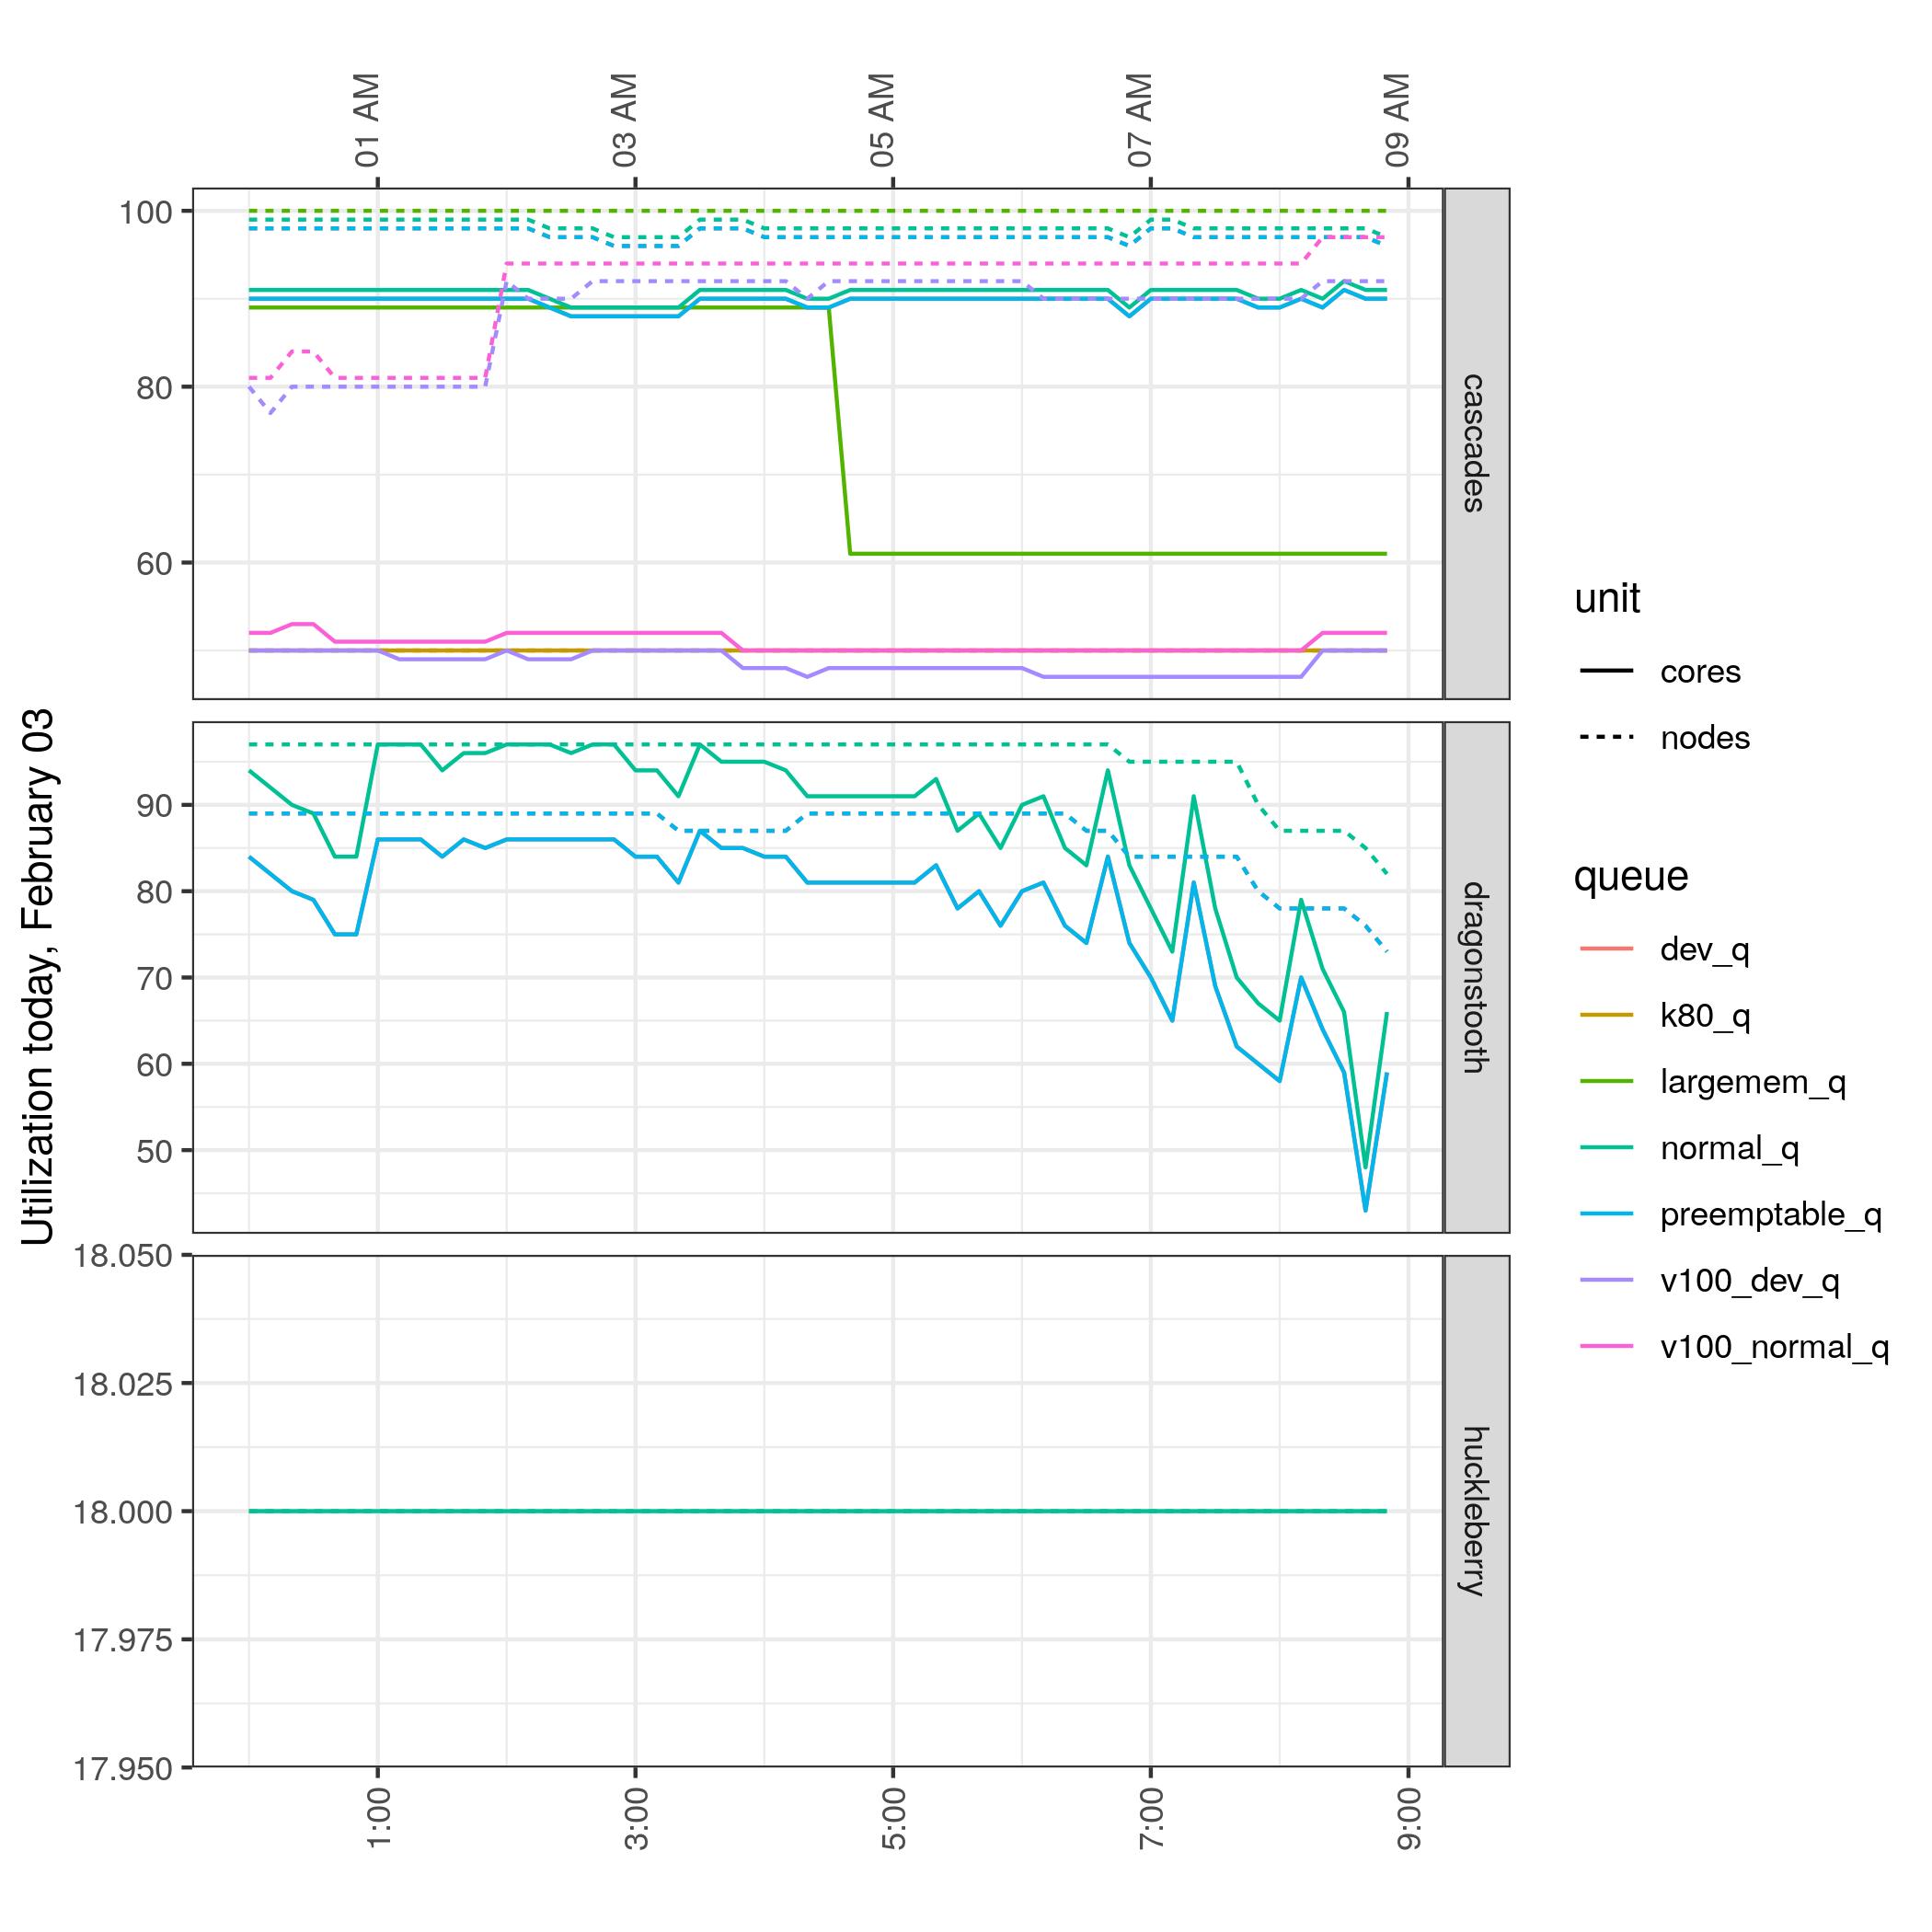 01 AM
03 AM
05 AM
07 AM
09 AM
Utilization today, February 03
100
80
60
cascades
90
80
70
60
50
dragonstooth
18.050
18.025
18.000
17.975
17.950
huckleberry
1:00
3:00
5:00
7:00
9:00
unit
cores
nodes
queue
dev_q
k80_q
largemem_q
normal_q
preemptable_q
v100_dev_q
v100_normal_q